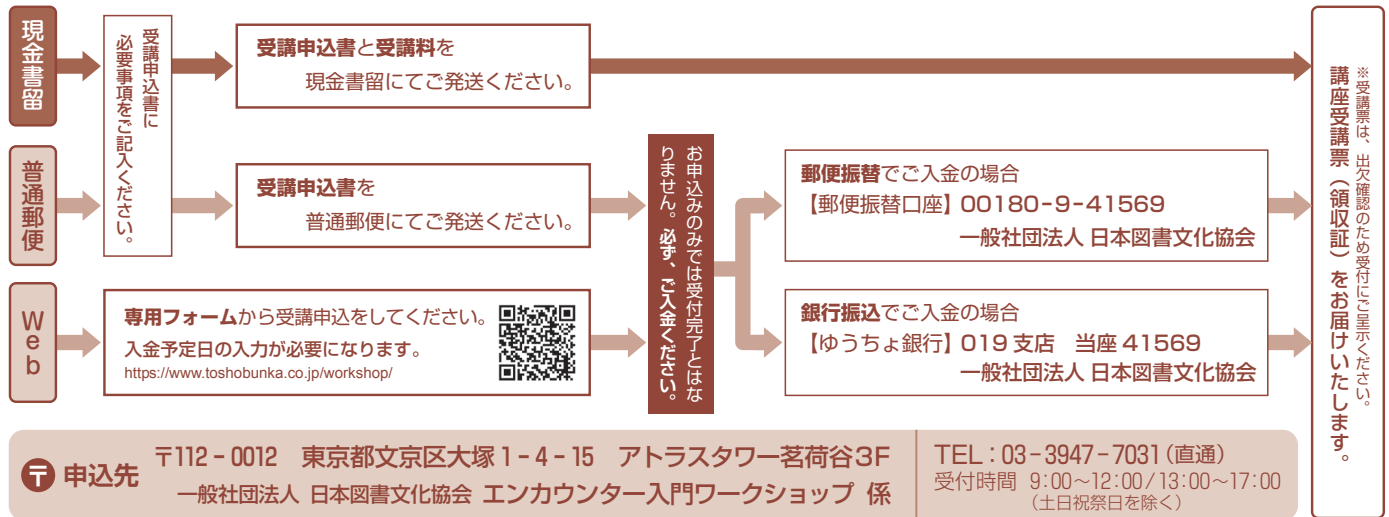 現金書留
受講申込書に
必要事項をご記入ください。
受講申込書と受講料を
現金書留にてご発送ください。
普通郵便
受講申込書を
普通郵便にてご発送ください。
Web
専用フォームから受講申込をしてください。
入金予定日の入力が必要になります。
https://www.toshobunka.co.jp/workshop/
お申込みのみでは受付完了とはな
りません。必ず、ご入金ください。
郵便振替でご入金の場合
【郵便振替口座】00180-9-41569
一般社団法人 日本図書文化協会
銀行振込でご入金の場合
【ゆうちょ銀行】019 支店　当座 41569
一般社団法人 日本図書文化協会
※受講票は、出欠確認のため受付にご呈示ください。
講座受講票（領収証）をお届けいたします。
〒 申込先
〒112-0012　東京都文京区大塚1-4-15　アトラスタワー茗荷谷3F
一般社団法人 日本図書文化協会 エンカウンター入門ワークショップ 係
TEL：03-3947-7031（直通）
受付時間 9:00～12:00/13:00～17:00
（土日祝祭日を除く）